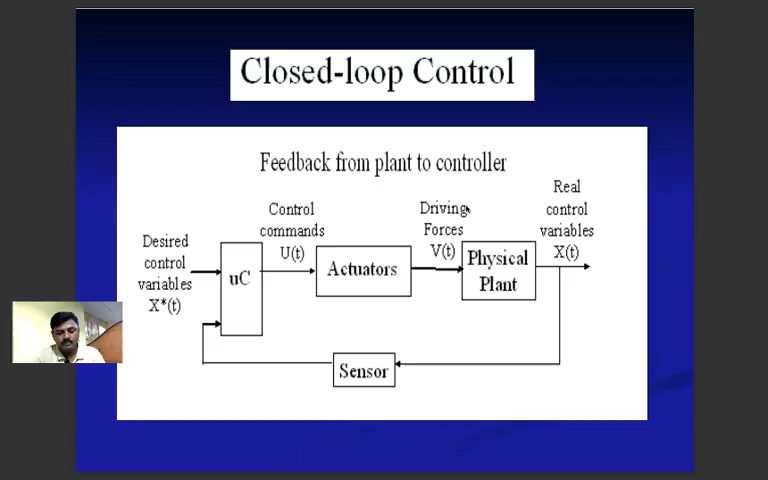 Closed-loop Control
Feedback from plant to controller
Desired
control
variables
X*(t)
uC
Control
commands
U(t)
Actuators
Driving
Forces
V(t)
Physical
Plant
Real
control
variables
X(t)
Sensor